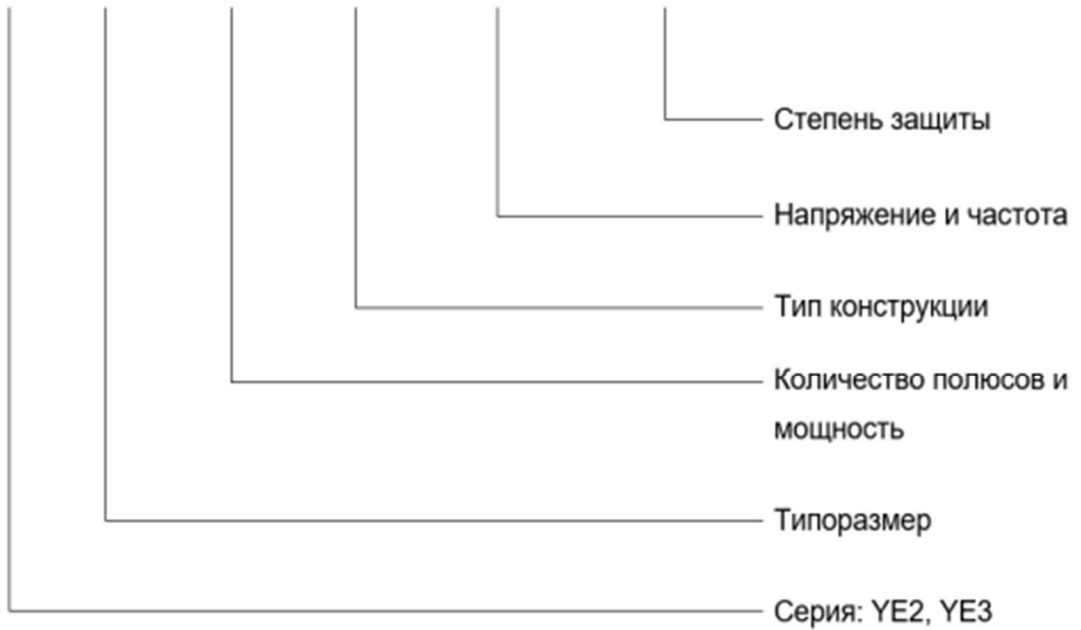 Степень защиты
Напряжение и частота
Тип конструкции
Количество полюсов и
мощность
Типоразмер
Серия: YE2, YE3